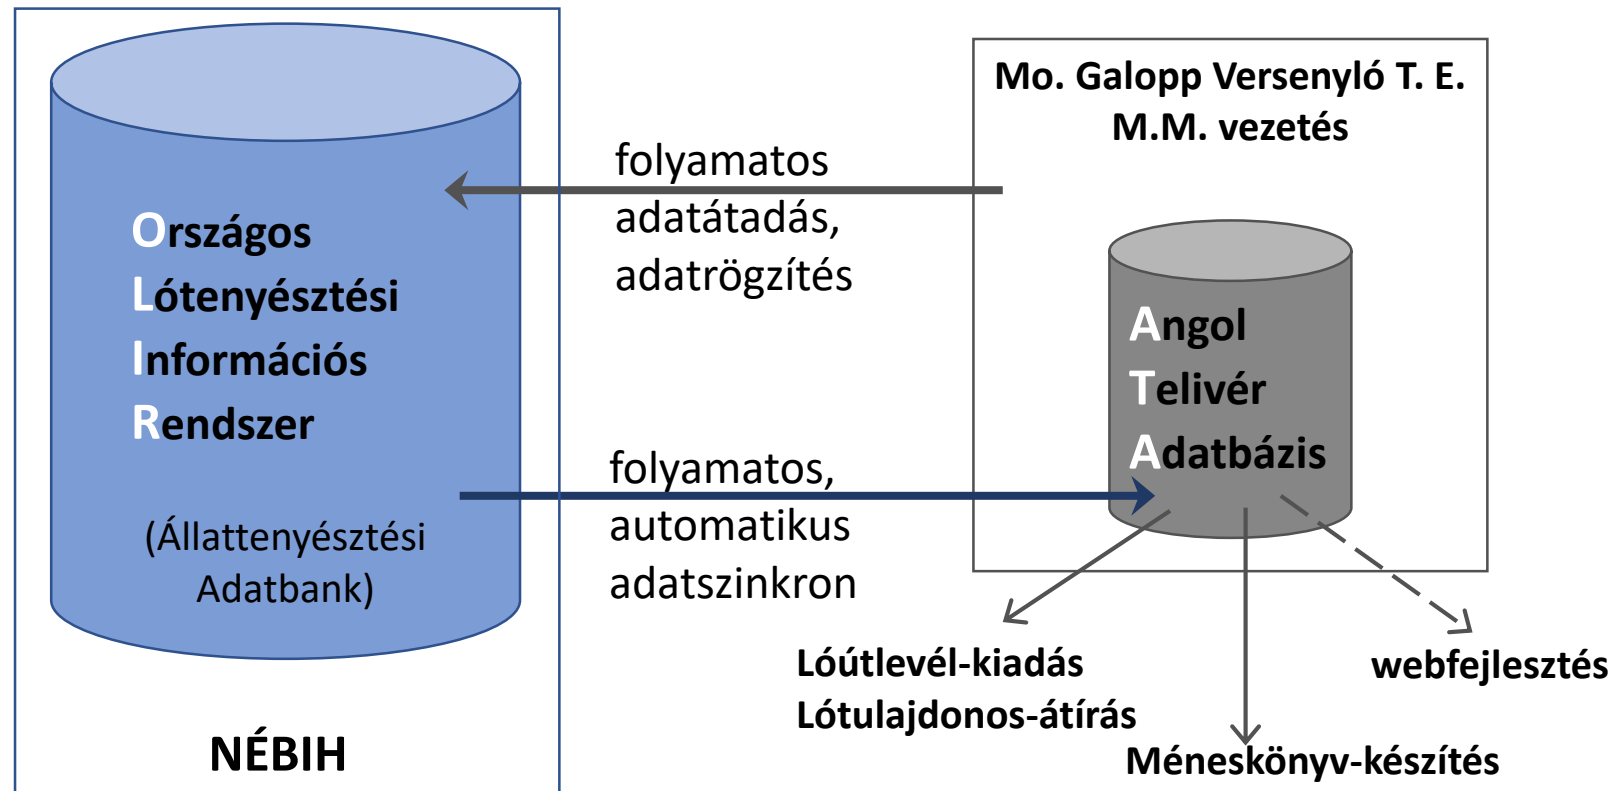 Országos
Lótenyésztési
Információs
Rendszer
(Állattenyésztési
Adatbank)
NÉBIH
folyamatos
adatátadás,
adatrögzítés
folyamatos,
automatikus
adatszinkron
Mo. Galopp Versenyló T. E.
M.M. vezetés
Angol
Telivér
Adatbázis
Lóútlevél-kiadás
Lótulajdonos-átírás
Méneskönyv-készítés
webfejlesztés